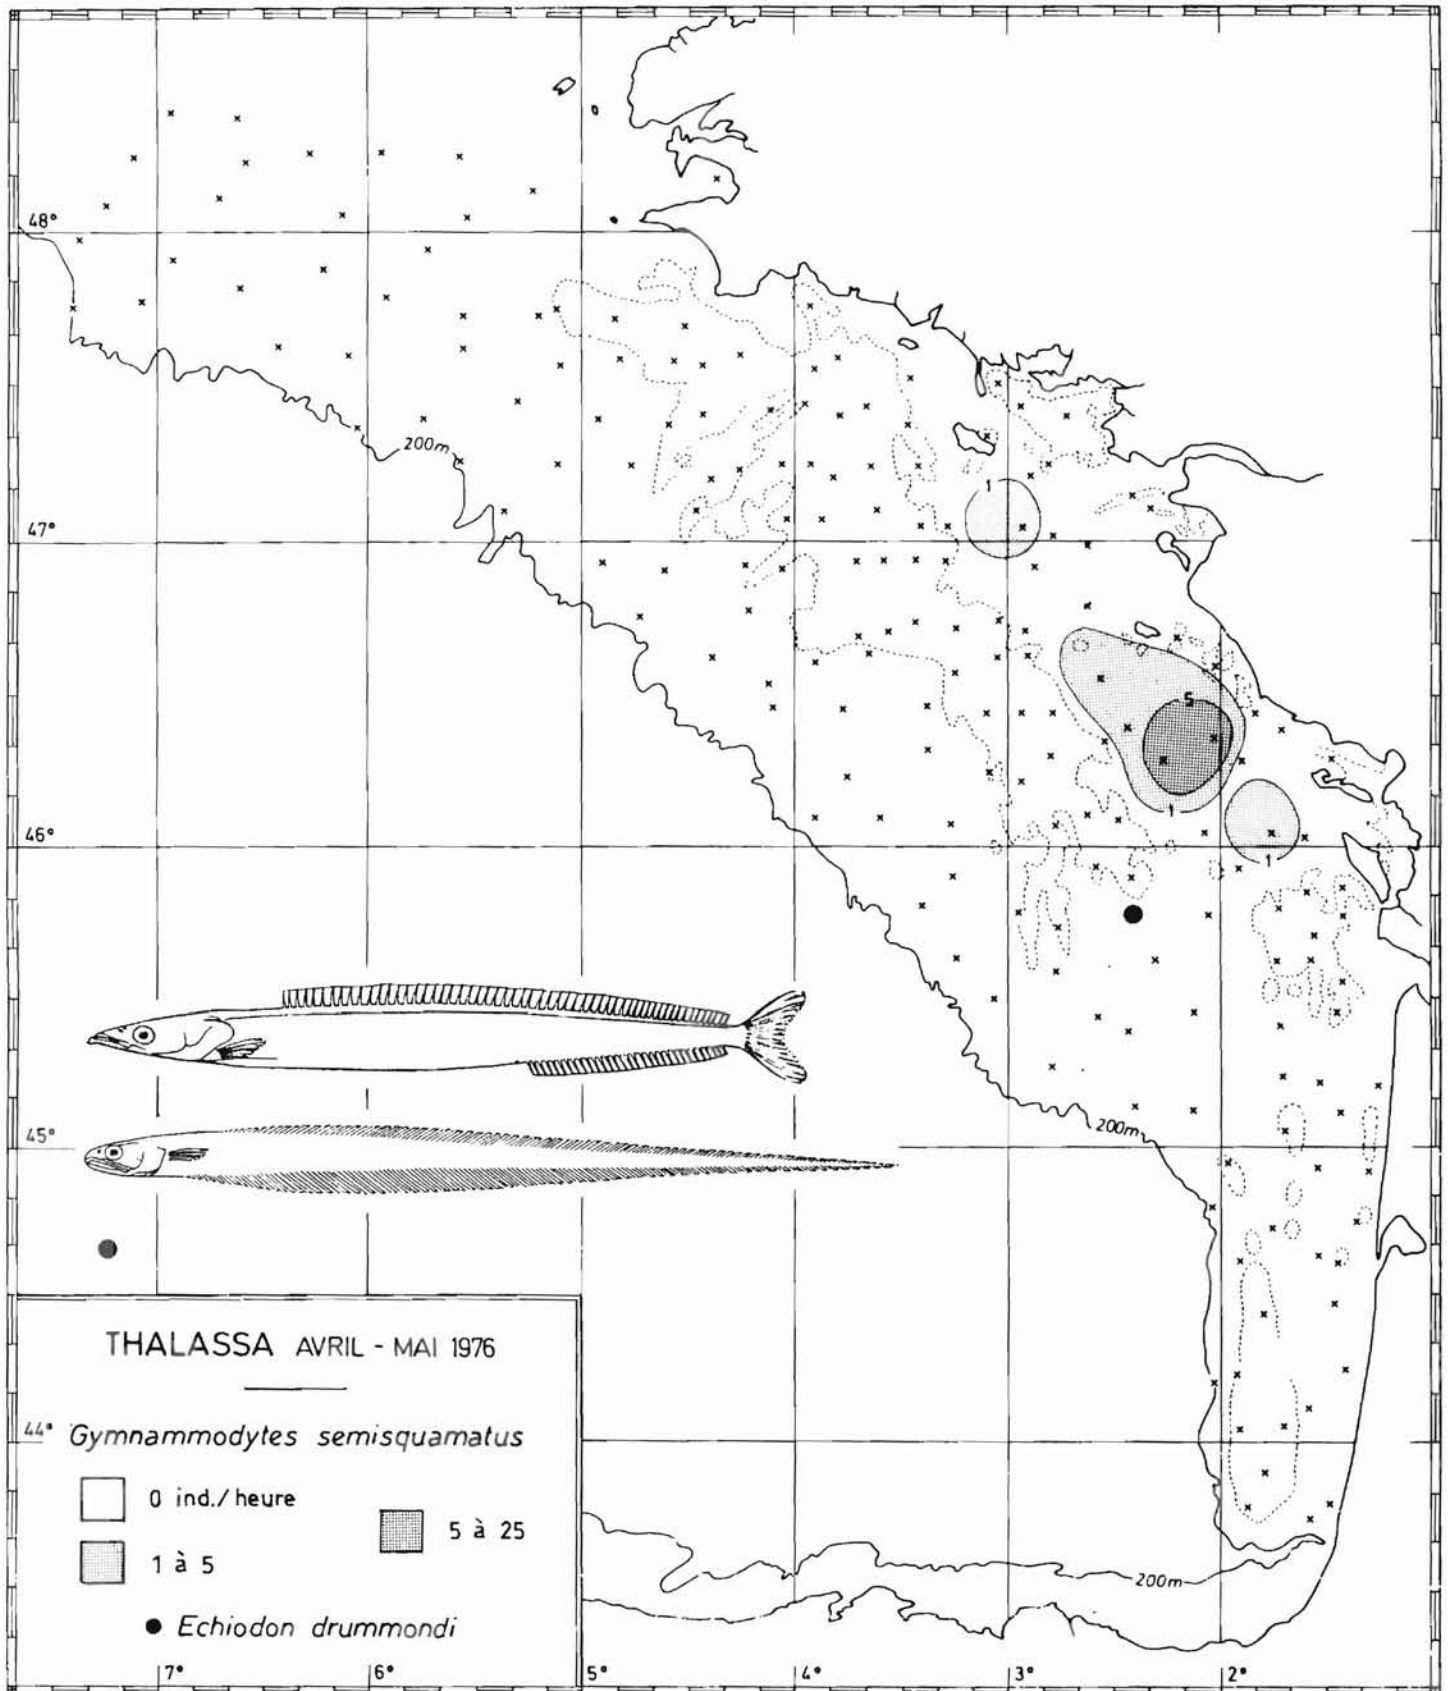 48°
200m
1
47°
5
1
46°
1
200m
45°
THALASSA AVRIL - MAI 1976
44°
Gymnammodytes semisquamatus
0 ind./heure
5 à 25
1 à 5
200m
Echiodon drummondi
7°
6°
5°
4°
3°
2°